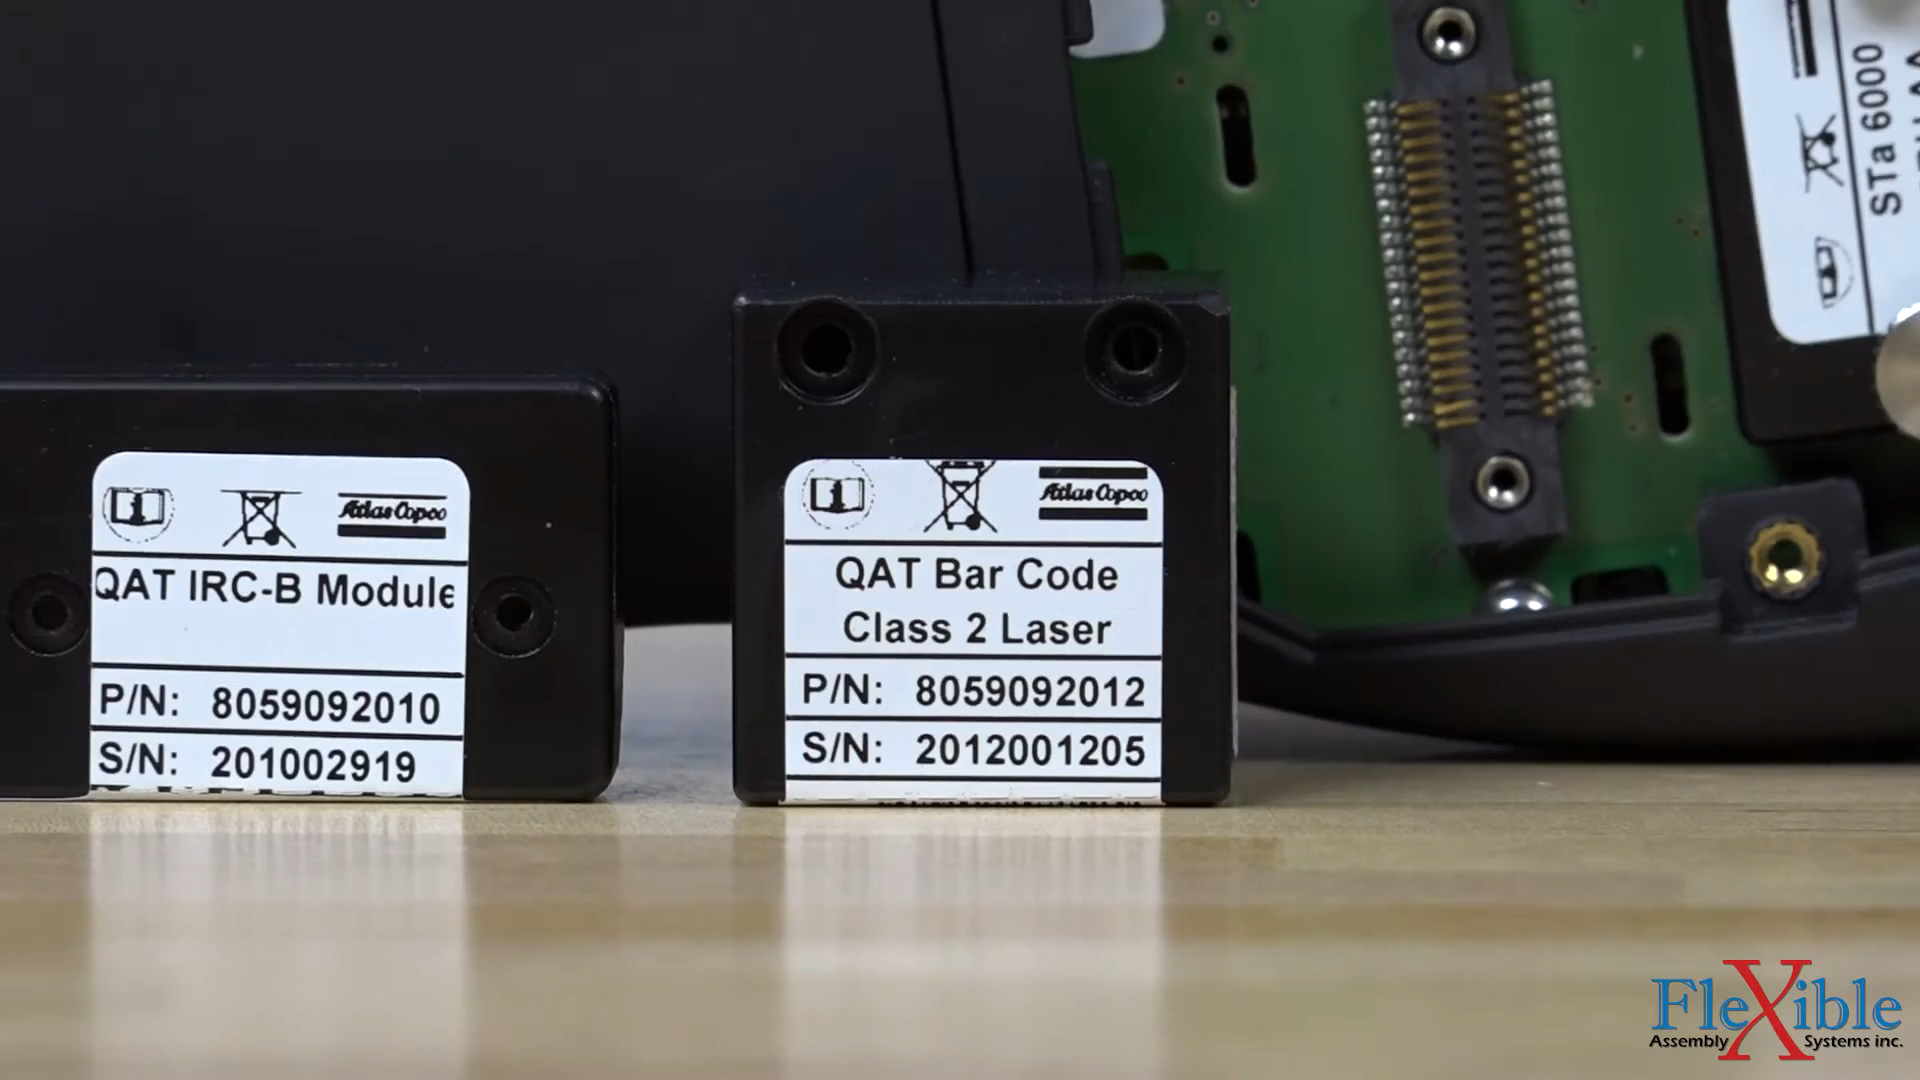 Atlas Copco
QAT IRC-B Module
P/N: 8059092010
S/N: 201002919
Atlas Copco
QAT Bar Code
Class 2 Laser
P/N: 8059092012
S/N: 2012001205
STa 6000
FleXible
Assembly Systems inc.